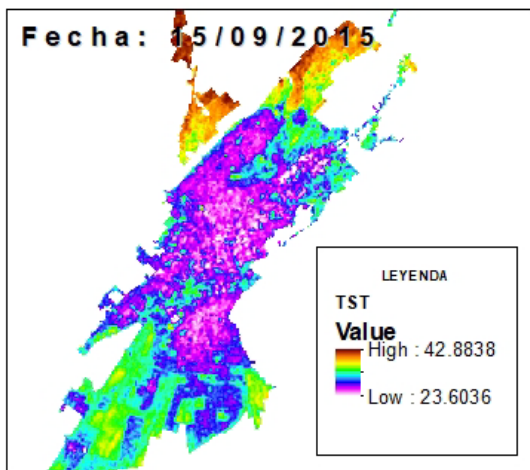 Fecha: 15/09/2015
LEYENDA
TST
Value
High : 42.8838
Low : 23.6036